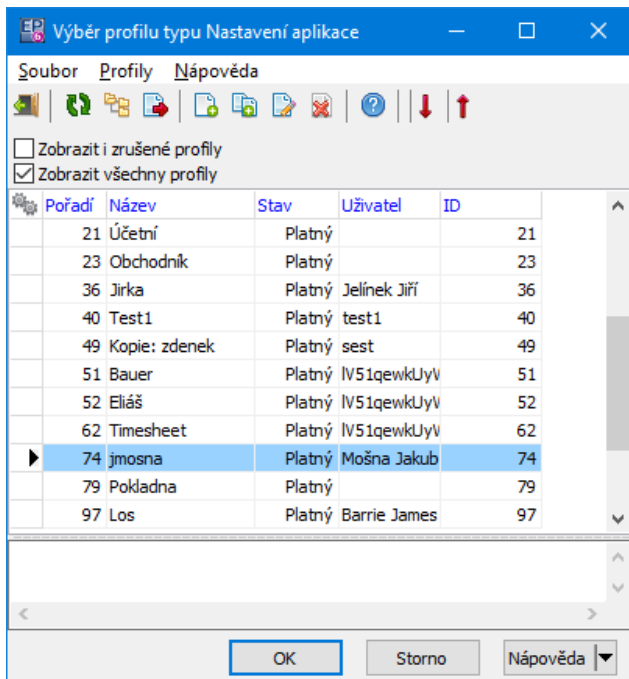 Výběr profilu typu Nastavení aplikace
Soubor Profily Nápověda
Zobrazit i zrušené profily
Zobrazit všechny profily
Pořadí Název Stav Uživatel ID
21 Účetní Platný 21
23 Obchodník Platný 23
36 Jirka Platný Jelínek Jiří 36
40 Test1 Platný test1 40
49 Kopie: zdenek Platný sest 49
51 Bauer Platný 51
52 Eliáš Platný 52
62 Timesheet Platný 62
74 jmosna Platný Mošna Jakub 74
79 Pokladna Platný 79
97 Los Platný Barrie James 97
OK Storno Nápověda